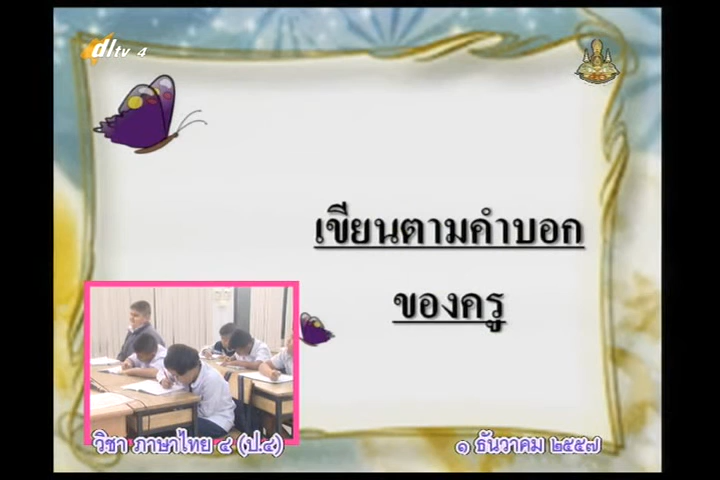 dltv 4
เขียนตามคำบอก
ของครู
วิชา ภาษาไทย ๔ (ป.๔)
๑ ธันวาคม ๒๕๕๗